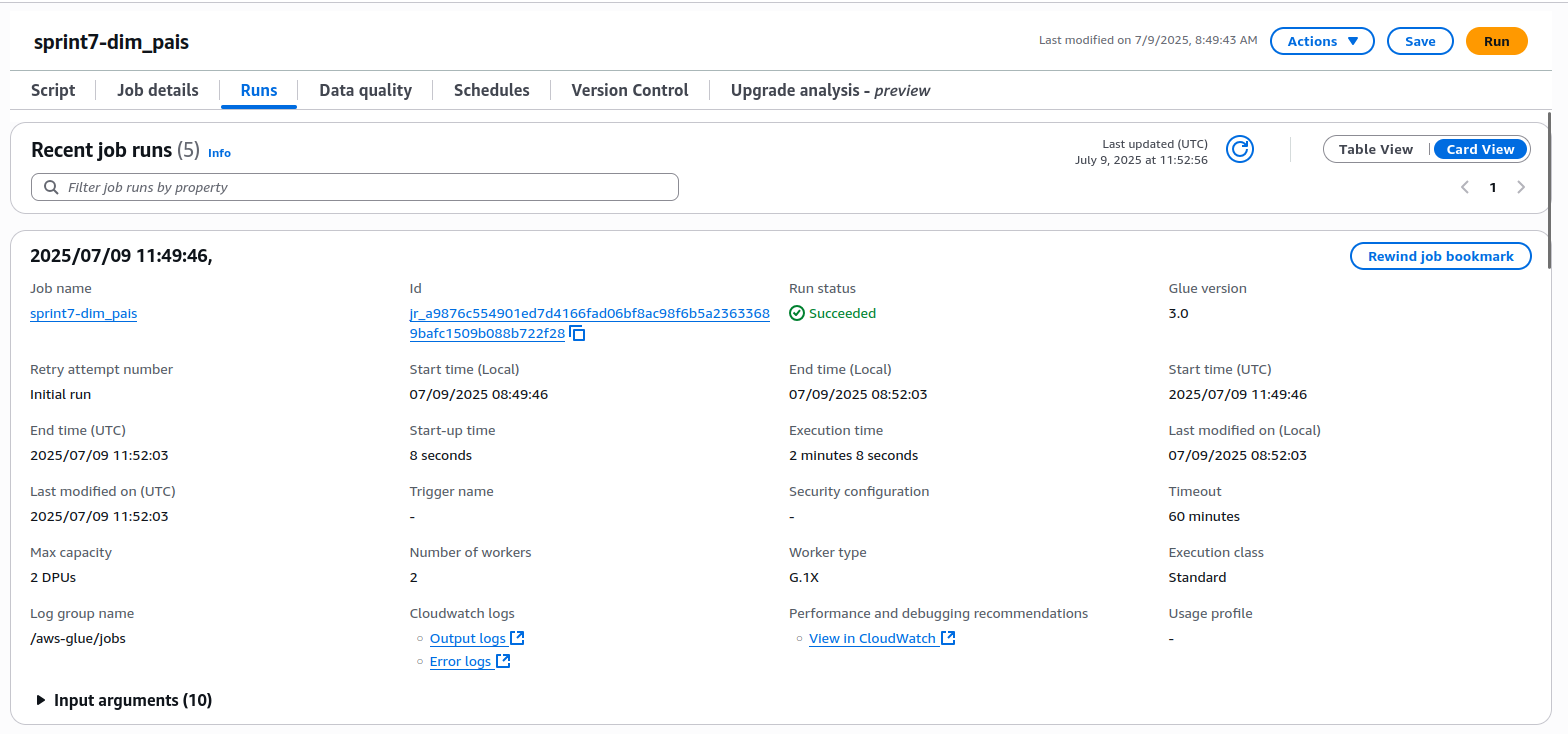 sprint7-dim_pais
Last modified on 7/9/2025, 8:49:43 AM
Actions
Save
Run
Script
Job details
Runs
Data quality
Schedules
Version Control
Upgrade analysis - preview
Recent job runs (5) Info
Last updated (UTC)
July 9, 2025 at 11:52:56
Table View
Card View
Filter job runs by property
1
2025/07/09 11:49:46,
Rewind job bookmark
Job name
sprint7-dim_pais
Id
jr_a9876c554901ed7d4166fad06bf8ac98f6b5a2363368
9bafc1509b088b722f28
Run status
Succeeded
Glue version
3.0
Retry attempt number
Initial run
Start time (Local)
07/09/2025 08:49:46
End time (Local)
07/09/2025 08:52:03
Start time (UTC)
2025/07/09 11:49:46
End time (UTC)
2025/07/09 11:52:03
Start-up time
8 seconds
Execution time
2 minutes 8 seconds
Last modified on (Local)
07/09/2025 08:52:03
Last modified on (UTC)
2025/07/09 11:52:03
Trigger name
-
Security configuration
-
Timeout
60 minutes
Max capacity
2 DPUs
Number of workers
2
Worker type
G.1X
Execution class
Standard
Log group name
/aws-glue/jobs
Cloudwatch logs
Output logs
Error logs
Performance and debugging recommendations
View in CloudWatch
Usage profile
-
Input arguments (10)